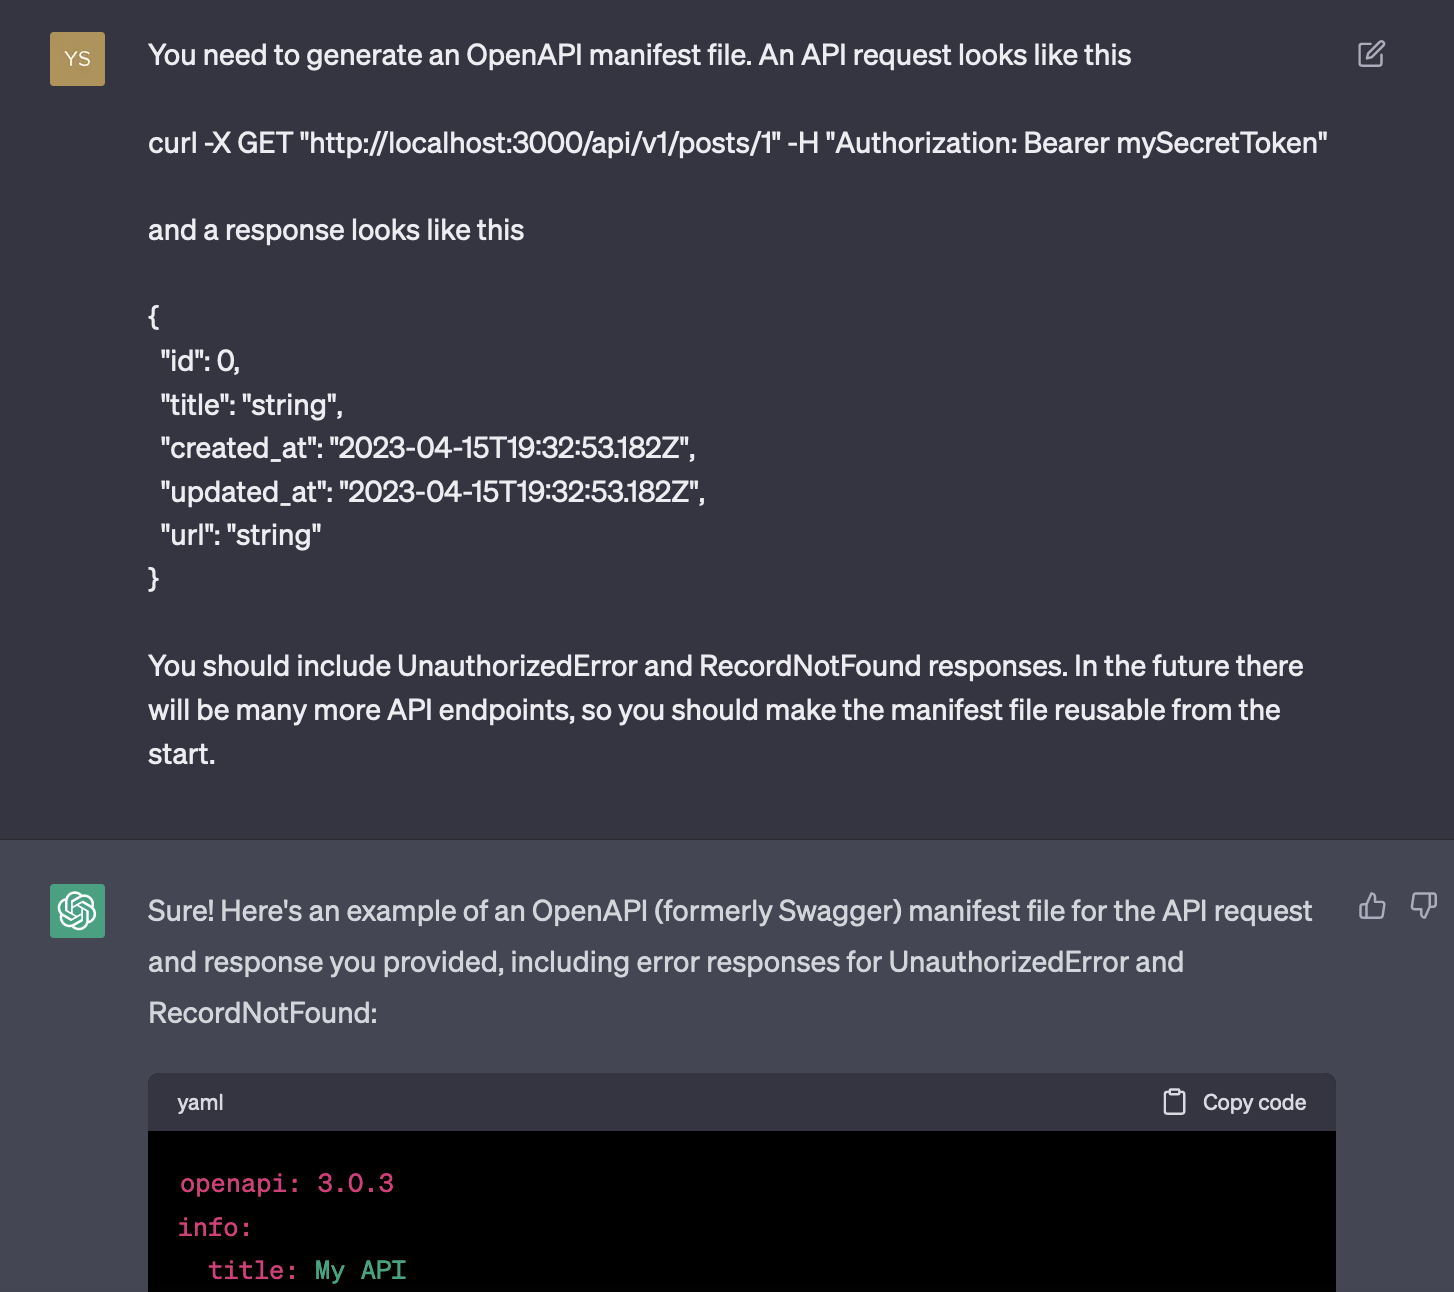 YS
You need to generate an OpenAPI manifest file. An API request looks like this
curl -X GET "http://localhost:3000/api/v1/posts/1" -H "Authorization: Bearer mySecretToken"
and a response looks like this
{
"id": 0,
"title": "string",
"created_at": "2023-04-15T19:32:53.182Z",
"updated_at": "2023-04-15T19:32:53.182Z",
"url": "string"
}
You should include UnauthorizedError and RecordNotFound responses. In the future there
will be many more API endpoints, so you should make the manifest file reusable from the
start.
Sure! Here's an example of an OpenAPI (formerly Swagger) manifest file for the API request
and response you provided, including error responses for UnauthorizedError and
RecordNotFound:
yaml
Copy code
openapi: 3.0.3
info:
title: My API